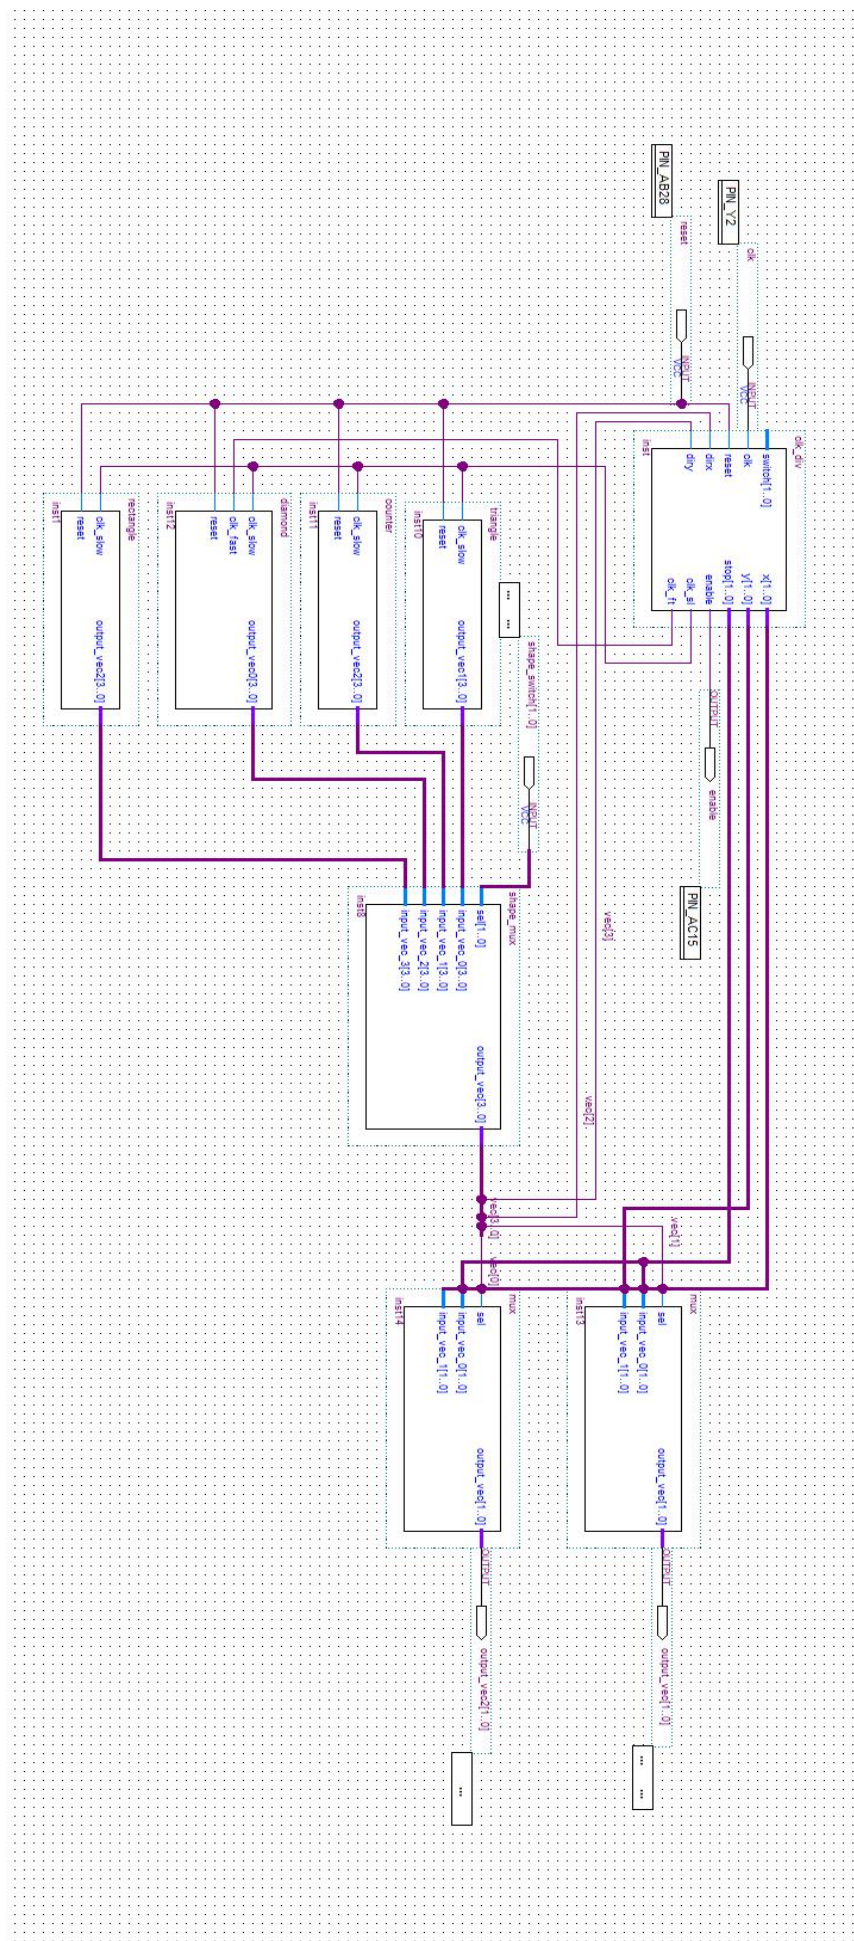 PIN_Y2
clk
INPUT
VCC
PIN_AB28
reset
INPUT
VCC
clk_div
switch[1..0]
clk
reset
dirx
diry
x[1..0]
y[1..0]
stop[1..0]
enable
clk_sl
clk_ft
inst
OUTPUT
enable
PIN_AC15
vec[3]
vec[2]
vec[1]
... ...
shape_switch[1..0]
INPUT
VCC
triangle
clk_slow
reset
output_vec1[3..0]
inst10
counter
clk_slow
reset
output_vec2[3..0]
inst11
diamond
clk_slow
clk_fast
reset
output_vec0[3..0]
inst12
rectangle
clk_slow
reset
output_vec2[3..0]
inst1
shape_mux
sel[1..0]
input_vec_0[3..0]
input_vec_1[3..0]
input_vec_2[3..0]
input_vec_3[3..0]
output_vec[3..0]
inst8
vec[3..0]
vec[0]
mux
sel
input_vec_0[1..0]
input_vec_1[1..0]
output_vec[1..0]
inst13
OUTPUT
output_vec[1..0]
... ...
mux
sel
input_vec_0[1..0]
input_vec_1[1..0]
output_vec[1..0]
inst14
OUTPUT
output_vec2[1..0]
...